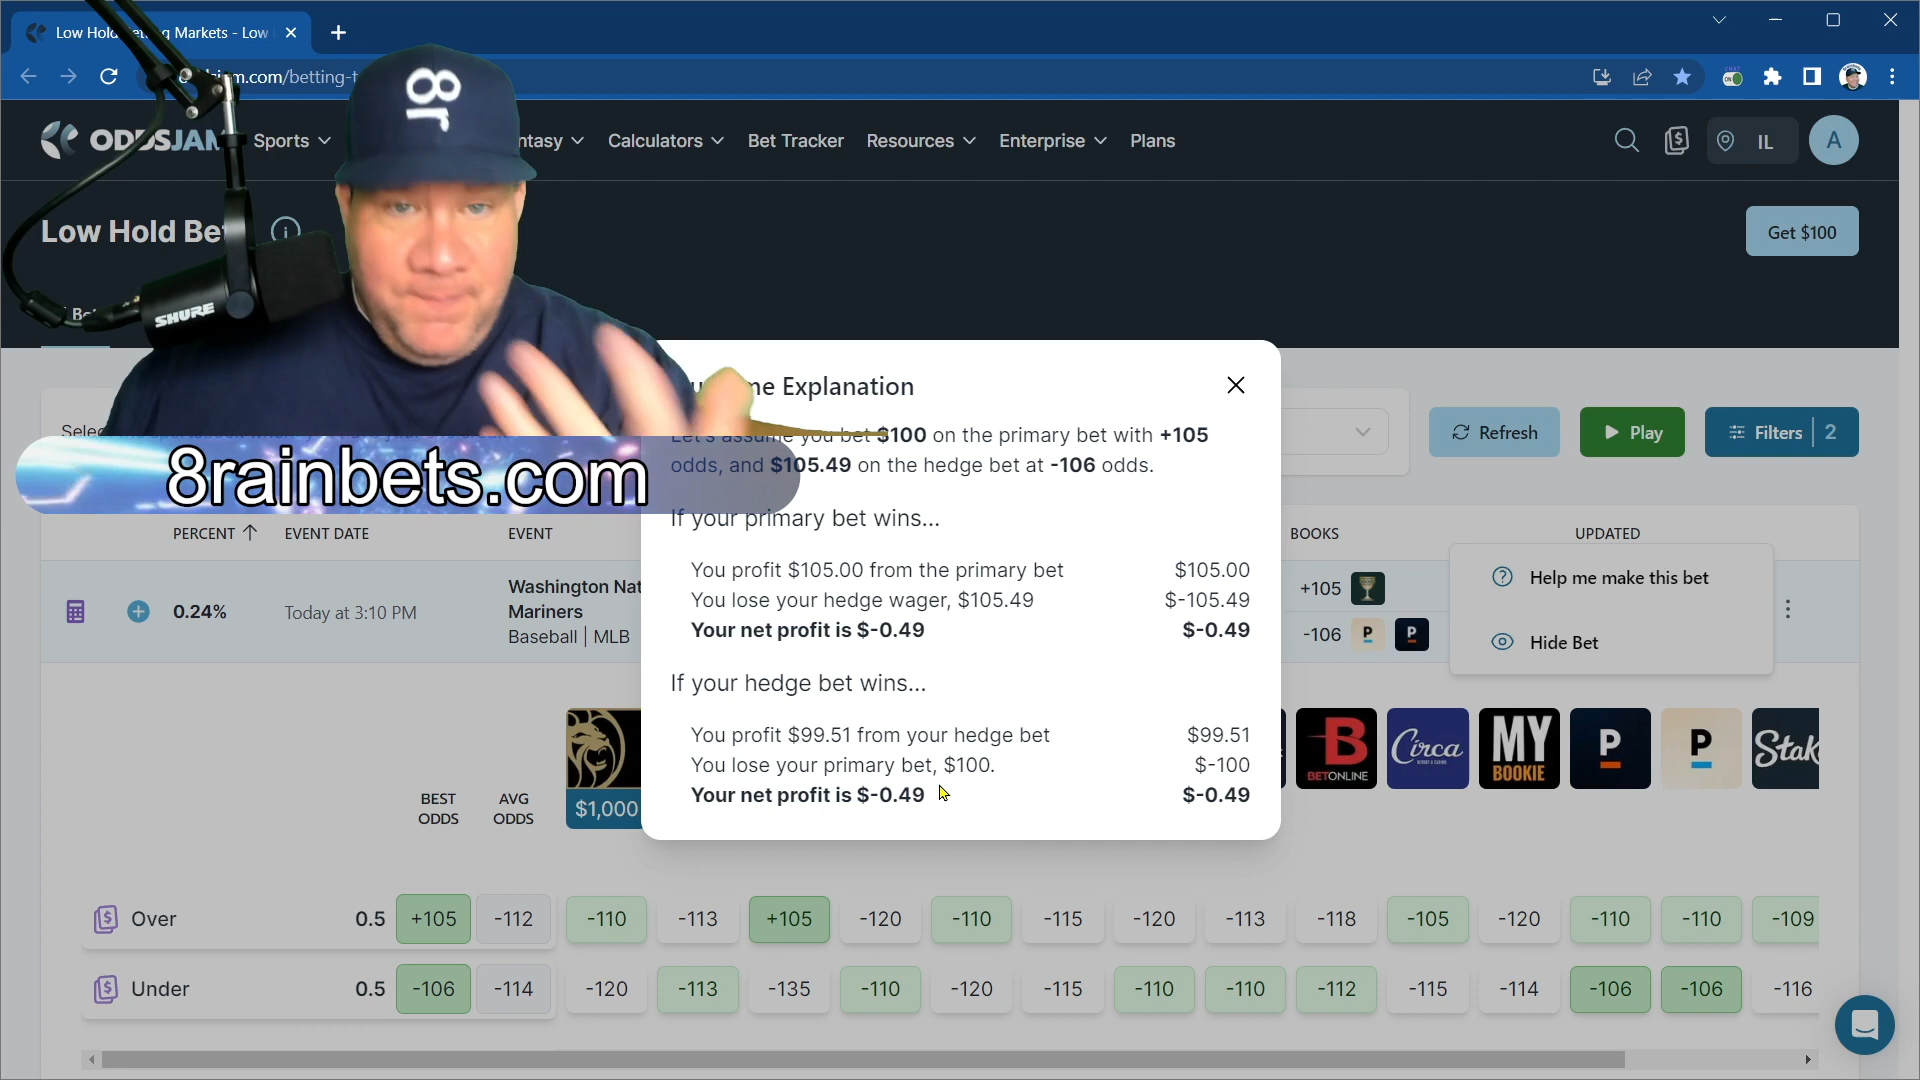 Low Hold
Markets - Low
.com/betting-t
ODDSJAM
Sports
Calculators
Bet Tracker
Resources
Enterprise
Plans
IL
A
8r
Low Hold Be
Get $100
SHURE
Explanation
$100 on the primary bet with +105
odds, and $105.49 on the hedge bet at -106 odds.
Refresh
Play
Filters
2
8rainbets.com
If your primary bet wins...
PERCENT
EVENT DATE
EVENT
BOOKS
UPDATED
You profit $105.00 from the primary bet
$105.00
You lose your hedge wager, $105.49
$-105.49
Your net profit is $-0.49
$-0.49
0.24%
Today at 3:10 PM
Washington Nat
Mariners
Baseball | MLB
+105
-106
P
P
Help me make this bet
Hide Bet
If your hedge bet wins...
You profit $99.51 from your hedge bet
$99.51
You lose your primary bet, $100.
$-100
Your net profit is $-0.49
$-0.49
BEST
ODDS
AVG
ODDS
$1,000
B
BETONLINE
Circa
MY
BOOKIE
P
P
Stak
Over 0.5 +105 -112 -110 -113 +105 -120 -110 -115 -120 -113 -118 -105 -120 -110 -110 -109
Under 0.5 -106 -114 -120 -113 -135 -110 -120 -115 -110 -110 -112 -115 -114 -106 -106 -116